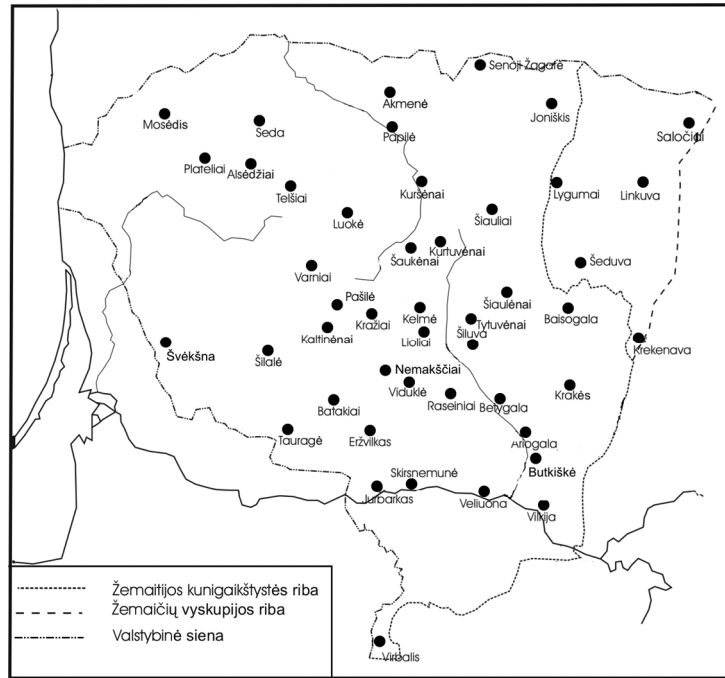 Senoji Žagarė
Akmenė
Joniškis
Mosėdis
Seda
Papilė
Saločiai
Plateliai
Alsėdžiai
Telšiai
Kuršėnai
Lygumai
Linkuva
Luokė
Šiauliai
Šaukėnai
Kurtuvėnai
Varniai
Šeduva
Pašilė
Šiaulėnai
Kražiai
Kelmė
Tytuvėnai
Baisogala
Kaltinėnai
Lioliai
Šiluva
Švėkšna
Šilalė
Krekenava
Nemakščiai
Viduklė
Raseiniai
Betygala
Krakės
Batakiai
Tauragė
Eržvilkas
Ariogala
Butkiškė
Skirsnemunė
Jurbarkas
Veliuona
Vilkija
Žemaitijos kunigaikštystės riba
Žemaičių vyskupijos riba
Valstybinė siena
Virbalis